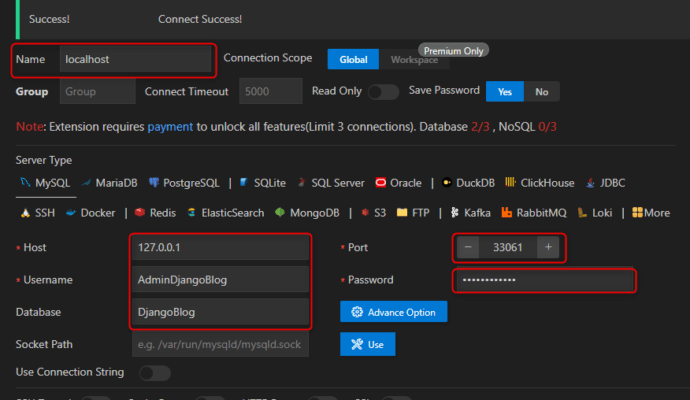 Success! Connect Success!
Premium Only
Name localhost Connection Scope Global Workspace
Group Group Connect Timeout 5000 Read Only Save Password Yes No
Note: Extension requires payment to unlock all features(Limit 3 connections). Database 2/3 , NoSQL 0/3
Server Type
MySQL MariaDB PostgreSQL | SQLite SQL Server Oracle | DuckDB ClickHouse JDBC
SSH Docker | Redis ElasticSearch MongoDB | S3 FTP | Kafka RabbitMQ Loki | More
* Host 127.0.0.1 * Port − 33061 +
* Username AdminDjangoBlog * Password ••••••••••••
Database DjangoBlog Advance Option
Socket Path e.g. /var/run/mysqld/mysqld.sock Use
Use Connection String